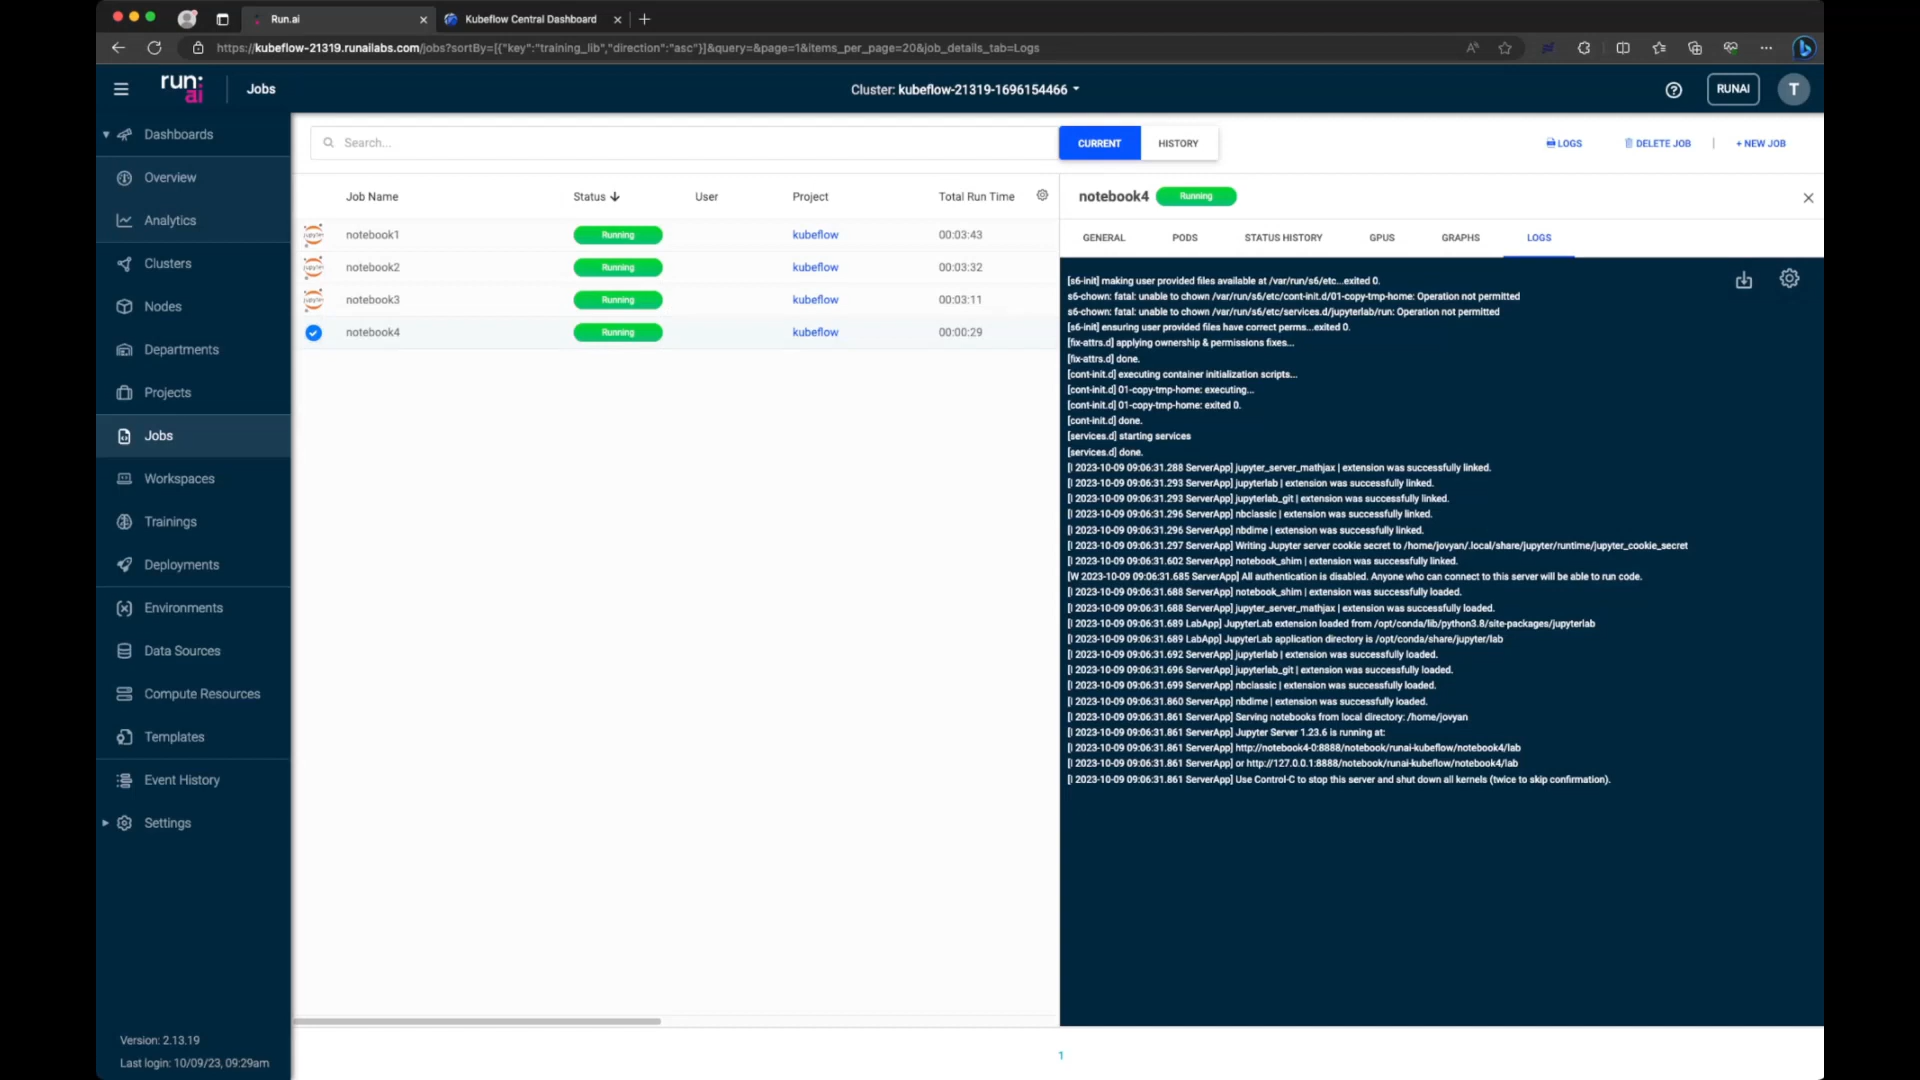 Run.ai
Kubeflow Central Dashboard
https://kubeflow-21319.runailabs.com/jobs?sortBy=[{"key":"training_lib","direction":"asc"}]&query=&page=1&items_per_page=20&job_details_tab=Logs
run:
ai
Jobs
Cluster: kubeflow-21319-1696154466
RUNAI
T
Dashboards
Overview
Analytics
Clusters
Nodes
Departments
Projects
Jobs
Workspaces
Trainings
Deployments
Environments
Data Sources
Compute Resources
Templates
Event History
Settings
Version: 2.13.19
Last login: 10/09/23, 09:29am
Search...
CURRENT
HISTORY
LOGS
DELETE JOB
+ NEW JOB
Job Name Status User Project Total Run Time
jupyter notebook1 Running kubeflow 00:03:43
jupyter notebook2 Running kubeflow 00:03:32
jupyter notebook3 Running kubeflow 00:03:11
notebook4 Running kubeflow 00:00:29
1
notebook4 Running
GENERAL PODS STATUS HISTORY GPUS GRAPHS LOGS
[s6-init] making user provided files available at /var/run/s6/etc...exited 0.
s6-chown: fatal: unable to chown /var/run/s6/etc/cont-init.d/01-copy-tmp-home: Operation not permitted
s6-chown: fatal: unable to chown /var/run/s6/etc/services.d/jupyterlab/run: Operation not permitted
[s6-init] ensuring user provided files have correct perms...exited 0.
[fix-attrs.d] applying ownership & permissions fixes...
[fix-attrs.d] done.
[cont-init.d] executing container initialization scripts...
[cont-init.d] 01-copy-tmp-home: executing...
[cont-init.d] 01-copy-tmp-home: exited 0.
[cont-init.d] done.
[services.d] starting services
[services.d] done.
[I 2023-10-09 09:06:31.288 ServerApp] jupyter_server_mathjax | extension was successfully linked.
[I 2023-10-09 09:06:31.293 ServerApp] jupyterlab | extension was successfully linked.
[I 2023-10-09 09:06:31.293 ServerApp] jupyterlab_git | extension was successfully linked.
[I 2023-10-09 09:06:31.296 ServerApp] nbclassic | extension was successfully linked.
[I 2023-10-09 09:06:31.296 ServerApp] nbdime | extension was successfully linked.
[I 2023-10-09 09:06:31.297 ServerApp] Writing Jupyter server cookie secret to /home/jovyan/.local/share/jupyter/runtime/jupyter_cookie_secret
[I 2023-10-09 09:06:31.602 ServerApp] notebook_shim | extension was successfully linked.
[W 2023-10-09 09:06:31.685 ServerApp] All authentication is disabled. Anyone who can connect to this server will be able to run code.
[I 2023-10-09 09:06:31.688 ServerApp] notebook_shim | extension was successfully loaded.
[I 2023-10-09 09:06:31.688 ServerApp] jupyter_server_mathjax | extension was successfully loaded.
[I 2023-10-09 09:06:31.689 LabApp] JupyterLab extension loaded from /opt/conda/lib/python3.8/site-packages/jupyterlab
[I 2023-10-09 09:06:31.689 LabApp] JupyterLab application directory is /opt/conda/share/jupyter/lab
[I 2023-10-09 09:06:31.692 ServerApp] jupyterlab | extension was successfully loaded.
[I 2023-10-09 09:06:31.696 ServerApp] jupyterlab_git | extension was successfully loaded.
[I 2023-10-09 09:06:31.699 ServerApp] nbclassic | extension was successfully loaded.
[I 2023-10-09 09:06:31.860 ServerApp] nbdime | extension was successfully loaded.
[I 2023-10-09 09:06:31.861 ServerApp] Serving notebooks from local directory: /home/jovyan
[I 2023-10-09 09:06:31.861 ServerApp] Jupyter Server 1.23.6 is running at:
[I 2023-10-09 09:06:31.861 ServerApp] http://notebook4-0:8888/notebook/runai-kubeflow/notebook4/lab
[I 2023-10-09 09:06:31.861 ServerApp] or http://127.0.0.1:8888/notebook/runai-kubeflow/notebook4/lab
[I 2023-10-09 09:06:31.861 ServerApp] Use Control-C to stop this server and shut down all kernels (twice to skip confirmation).